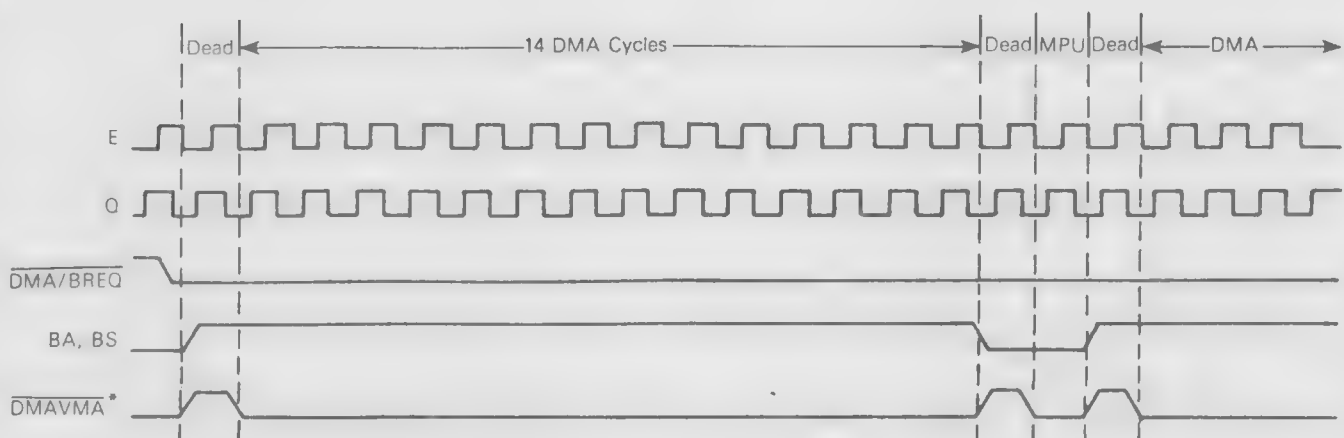 Dead 14 DMA Cycles Dead MPU Dead DMA
E
Q
DMA/BREQ
BA, BS
DMAVMA*